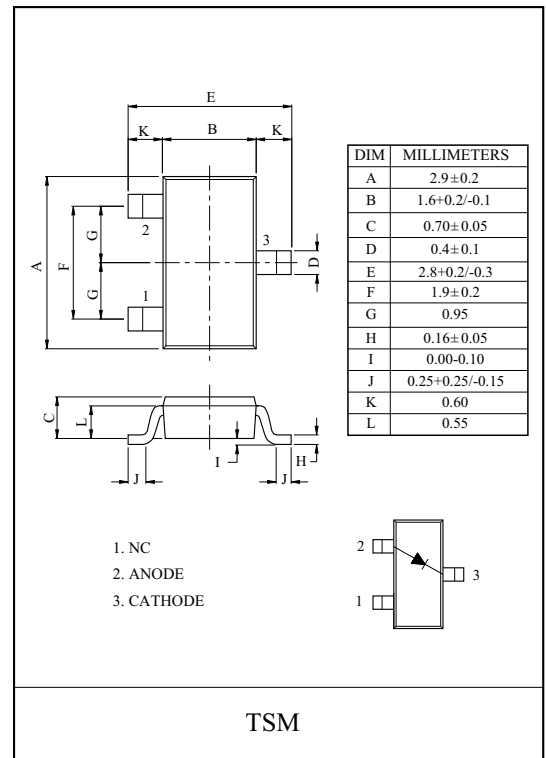 E
K B K
2
3
A
F
G
G
D
1
C
L
J
I
H
J
DIM MILLIMETERS
A 2.9±0.2
B 1.6+0.2/-0.1
C 0.70±0.05
D 0.4±0.1
E 2.8+0.2/-0.3
F 1.9±0.2
G 0.95
H 0.16±0.05
I 0.00-0.10
J 0.25+0.25/-0.15
K 0.60
L 0.55
1. NC
2. ANODE
3. CATHODE
2
3
1
TSM